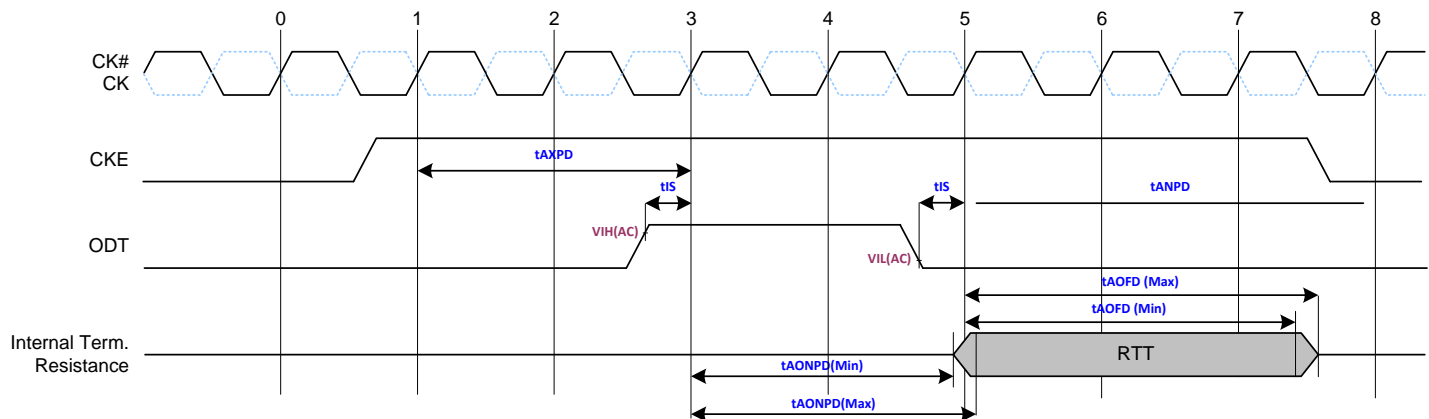 0 1 2 3 4 5 6 7 8
CK#
CK
CKE
tAXPD
tIS
tIS
tANPD
VIH(AC)
ODT
VIL(AC)
tAOFD (Max)
tAOFD (Min)
Internal Term.
Resistance
RTT
tAONPD(Min)
tAONPD(Max)